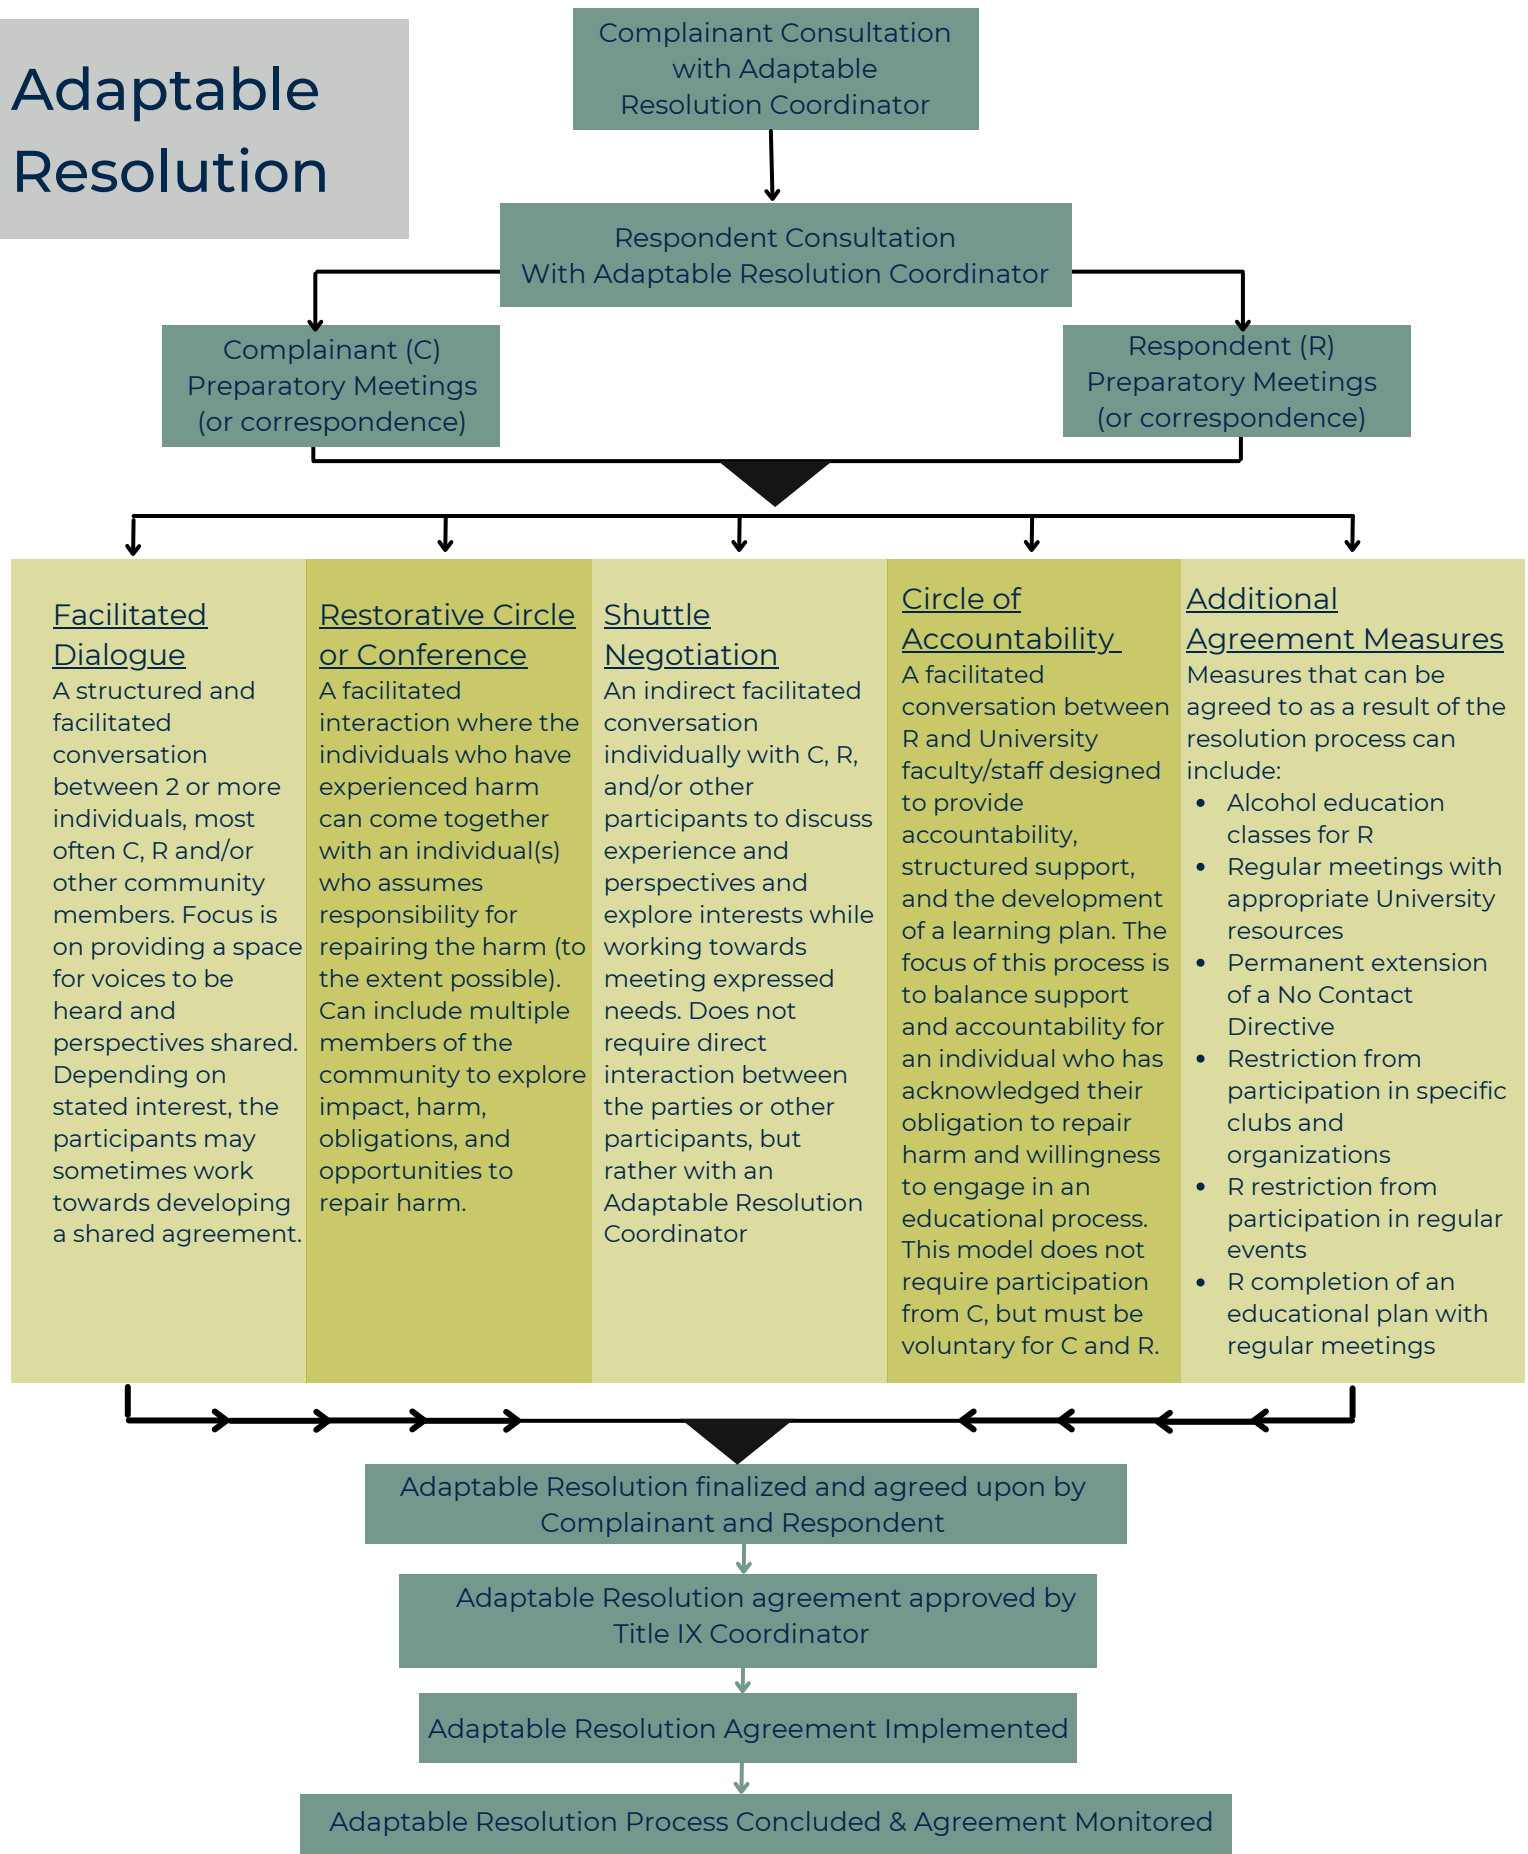 Adaptable
Resolution
Complainant Consultation
with Adaptable
Resolution Coordinator
Respondent Consultation
With Adaptable Resolution Coordinator
Complainant (C)
Preparatory Meetings
(or correspondence)
Respondent (R)
Preparatory Meetings
(or correspondence)
Facilitated
Dialogue
A structured and
facilitated
conversation
between 2 or more
individuals, most
often C, R and/or
other community
members. Focus is
on providing a space
for voices to be
heard and
perspectives shared.
Depending on
stated interest, the
participants may
sometimes work
towards developing
a shared agreement.
Restorative Circle
or Conference
A facilitated
interaction where the
individuals who have
experienced harm
can come together
with an individual(s)
who assumes
responsibility for
repairing the harm (to
the extent possible).
Can include multiple
members of the
community to explore
impact, harm,
obligations, and
opportunities to
repair harm.
Shuttle
Negotiation
An indirect facilitated
conversation
individually with C, R,
and/or other
participants to discuss
experience and
perspectives and
explore interests while
working towards
meeting expressed
needs. Does not
require direct
interaction between
the parties or other
participants, but
rather with an
Adaptable Resolution
Coordinator
Circle of
Accountability
A facilitated
conversation between
R and University
faculty/staff designed
to provide
accountability,
structured support,
and the development
of a learning plan. The
focus of this process is
to balance support
and accountability for
an individual who has
acknowledged their
obligation to repair
harm and willingness
to engage in an
educational process.
This model does not
require participation
from C, but must be
voluntary for C and R.
Additional
Agreement Measures
Measures that can be
agreed to as a result of the
resolution process can
include:
• Alcohol education
classes for R
• Regular meetings with
appropriate University
resources
• Permanent extension
of a No Contact
Directive
• Restriction from
participation in specific
clubs and
organizations
• R restriction from
participation in regular
events
• R completion of an
educational plan with
regular meetings
Adaptable Resolution finalized and agreed upon by
Complainant and Respondent
Adaptable Resolution agreement approved by
Title IX Coordinator
Adaptable Resolution Agreement Implemented
Adaptable Resolution Process Concluded & Agreement Monitored